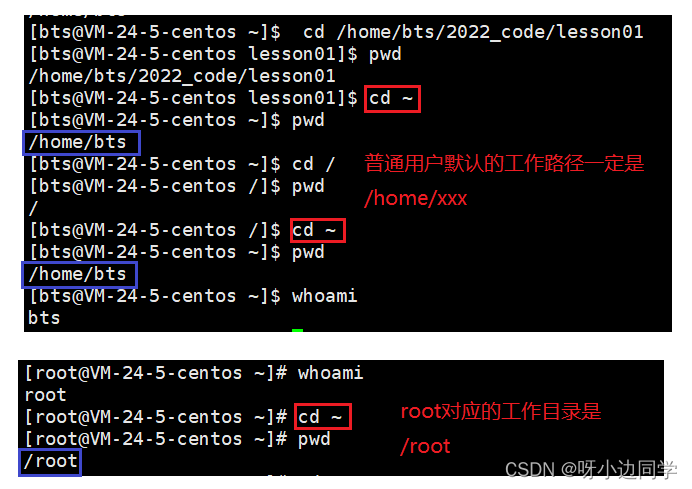 [bts@VM-24-5-centos ~]$  cd /home/bts/2022_code/lesson01
[bts@VM-24-5-centos lesson01]$ pwd
/home/bts/2022_code/lesson01
[bts@VM-24-5-centos lesson01]$ cd ~
[bts@VM-24-5-centos ~]$ pwd
/home/bts
[bts@VM-24-5-centos ~]$ cd /
普通用户默认的工作路径一定是
[bts@VM-24-5-centos /]$ pwd
/home/xxx
/
[bts@VM-24-5-centos /]$ cd ~
[bts@VM-24-5-centos ~]$ pwd
/home/bts
[bts@VM-24-5-centos ~]$ whoami
bts
[root@VM-24-5-centos ~]# whoami
root
[root@VM-24-5-centos ~]# cd ~
root对应的工作目录是
[root@VM-24-5-centos ~]# pwd
/root
/root
CSDN @呀小边同学